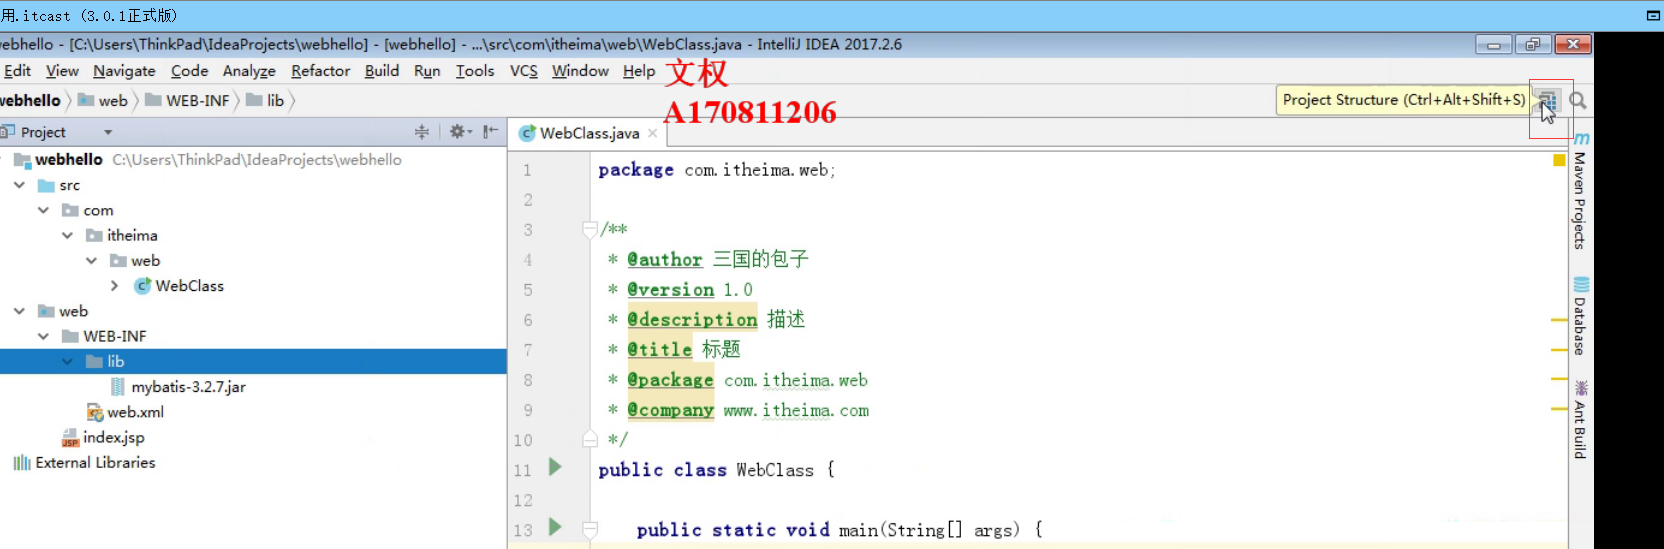 用.itcast (3.0.1正式版)
webhello - [C:\Users\ThinkPad\IdeaProjects\webhello] - [webhello] - ...\src\com\itheima\web\WebClass.java - IntelliJ IDEA 2017.2.6
Edit View Navigate Code Analyze Refactor Build Run Tools VCS Window Help
文权
A170811206
webhello web WEB-INF lib
Project Structure (Ctrl+Alt+Shift+S)
Project
WebClass.java
webhello C:\Users\ThinkPad\IdeaProjects\webhello
src
com
itheima
web
WebClass
web
WEB-INF
lib
mybatis-3.2.7.jar
web.xml
index.jsp
External Libraries
1 package com.itheima.web;
2
3 /**
4 * @author 三国的包子
5 * @version 1.0
6 * @description 描述
7 * @title 标题
8 * @package com.itheima.web
9 * @company www.itheima.com
10 */
11 public class WebClass {
12
13 public static void main(String[] args) {
Maven Projects
Database
Ant Build